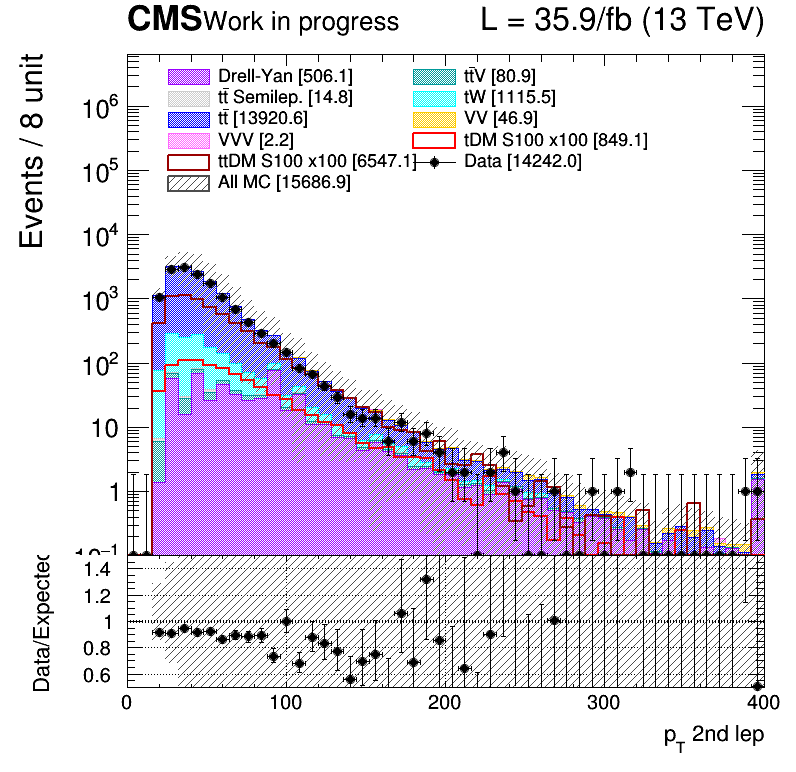 CMS Work in progress L = 35.9/fb (13 TeV)
Events / 8 unit
Drell-Yan [506.1] tt̄V [80.9]
tt̄ Semilep. [14.8] tW [1115.5]
tt̄ [13920.6] VV [46.9]
VVV [2.2] tDM S100 x100 [849.1]
ttDM S100 x100 [6547.1] Data [14242.0]
All MC [15686.9]
10⁶
10⁵
10⁴
10³
10²
10
1
10⁻¹
Data/Expected
1.4
1.2
1
0.8
0.6
0 100 200 300 400
p_T 2nd lep